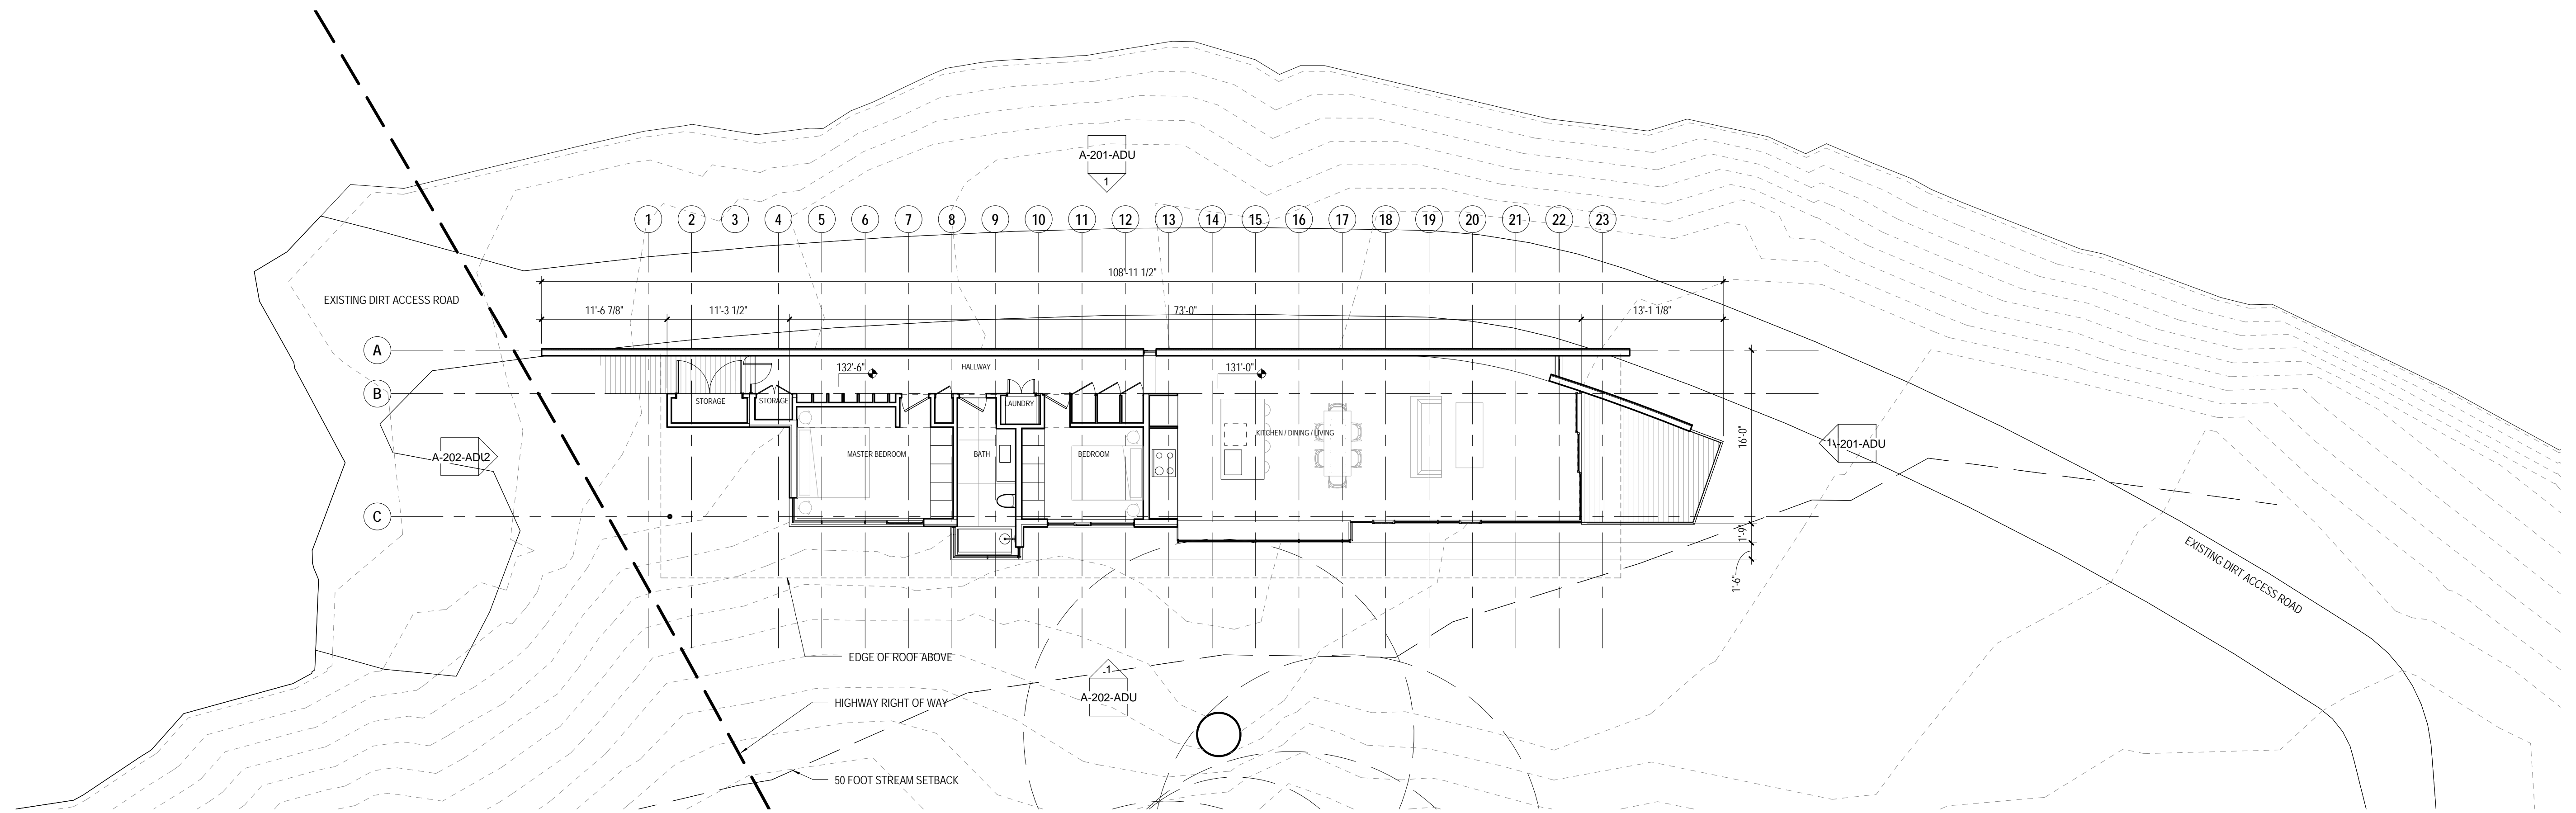 A-201-ADU
1
1 2 3 4 5 6 7 8 9 10 11 12 13 14 15 16 17 18 19 20 21 22 23
108'-11 1/2"
EXISTING DIRT ACCESS ROAD
11'-6 7/8" 11'-3 1/2" 73'-0" 13'-1 1/8"
A
132'-6" HALLWAY 131'-0"
B
STORAGE STORAGE LAUNDRY
KITCHEN / DINING / LIVING
16'-0"
1 A-201-ADU
A-202-ADU 2
MASTER BEDROOM BATH BEDROOM
C
1'-9"
1'-6"
EXISTING DIRT ACCESS ROAD
EDGE OF ROOF ABOVE
1
A-202-ADU
HIGHWAY RIGHT OF WAY
50 FOOT STREAM SETBACK